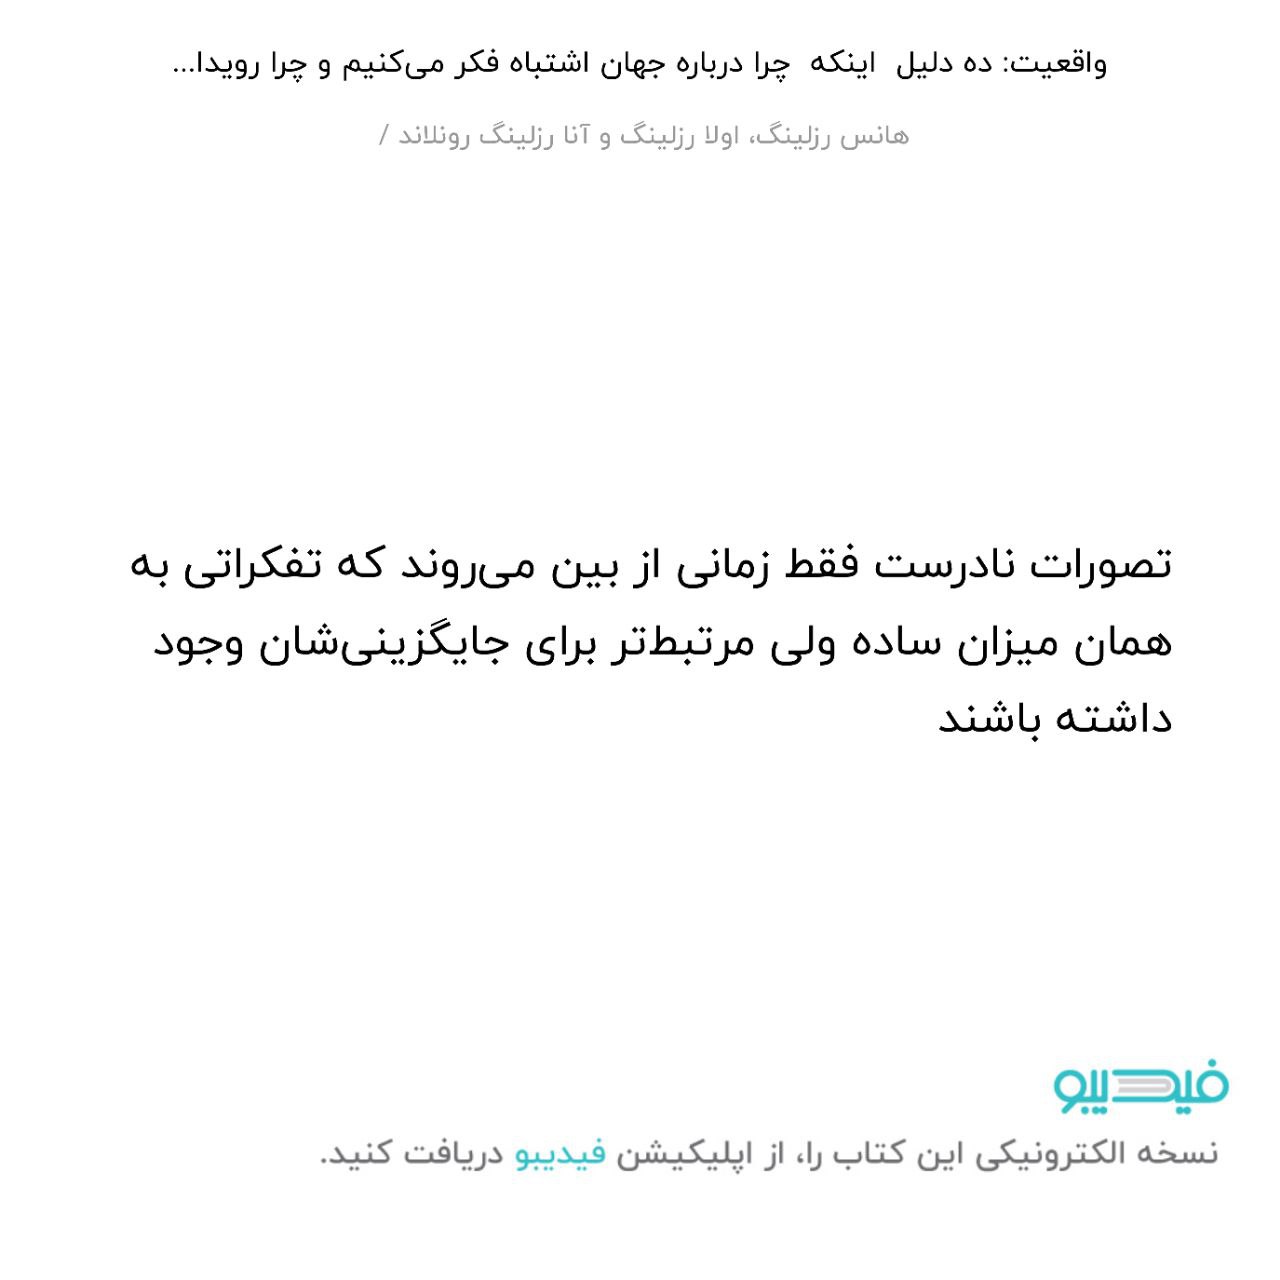 واقعیت: ده دلیل  اینکه  چرا درباره جهان اشتباه فکر می‌کنیم و چرا رویدا...
هانس رزلینگ، اولا رزلینگ و آنا رزلینگ رونلاند /
تصورات نادرست فقط زمانی از بین می‌روند که تفکراتی به
همان میزان ساده ولی مرتبط‌تر برای جایگزینی‌شان وجود
داشته باشند
فیدیبو
نسخه الکترونیکی این کتاب را، از اپلیکیشن فیدیبو دریافت کنید.